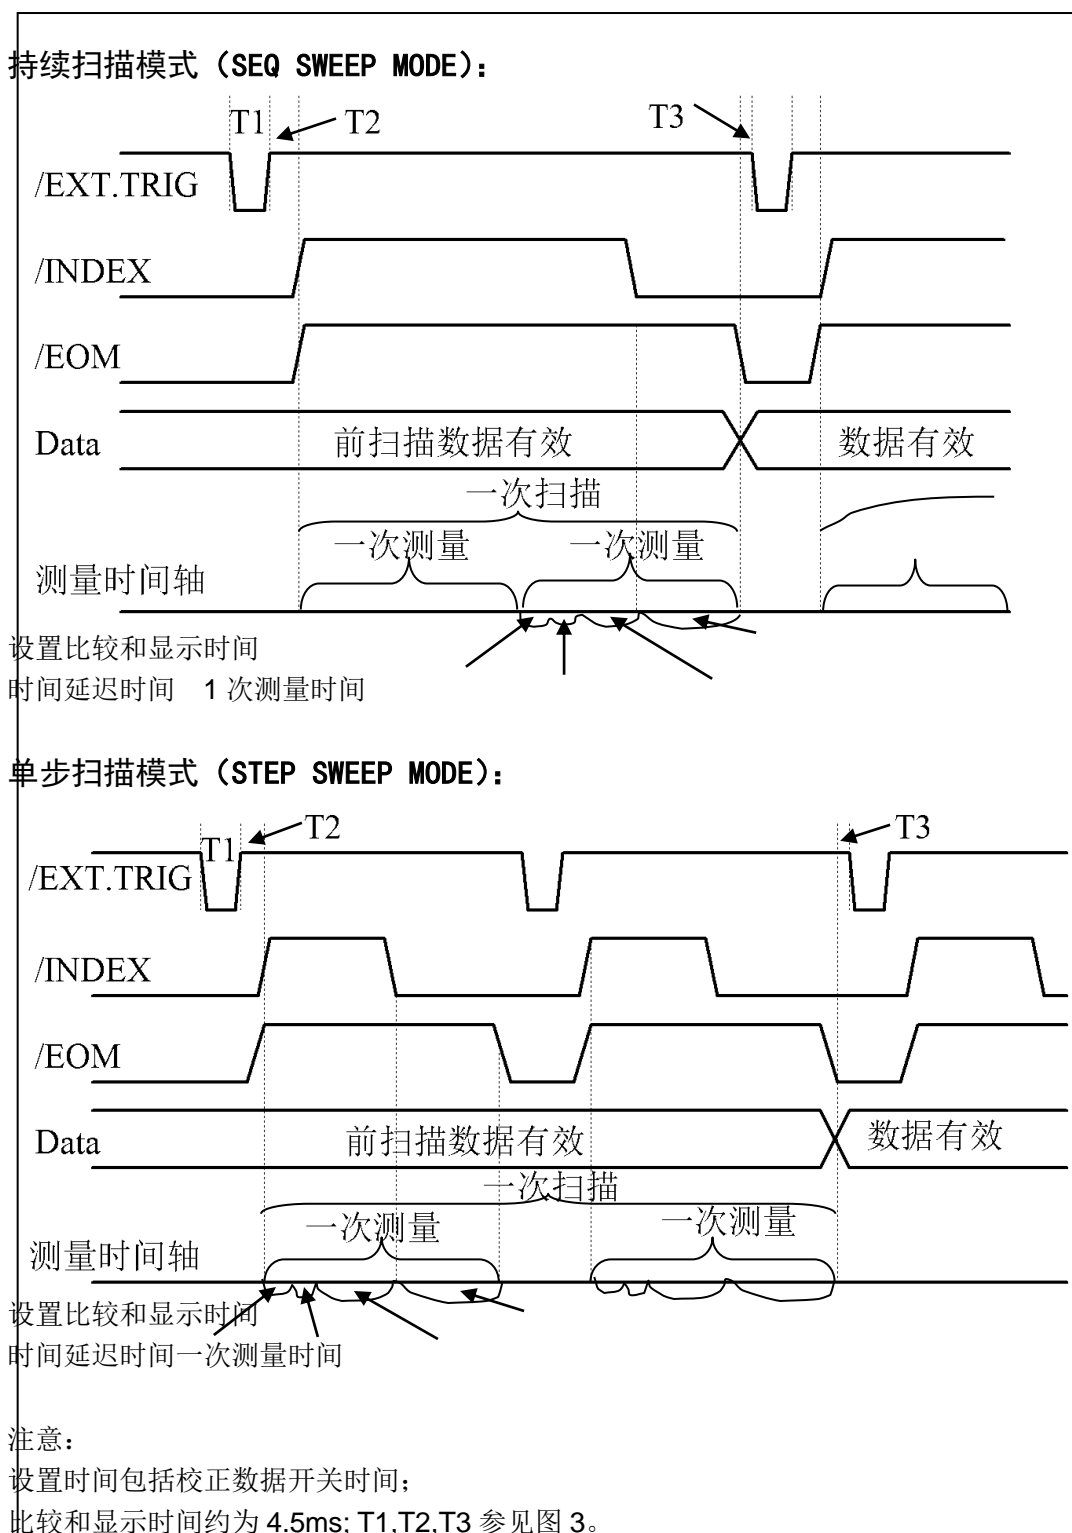 持续扫描模式（SEQ SWEEP MODE）：
T1 T2 T3
/EXT.TRIG
/INDEX
/EOM
Data 前扫描数据有效 数据有效
一次扫描
一次测量 一次测量
测量时间轴
设置比较和显示时间
时间延迟时间 1 次测量时间
单步扫描模式（STEP SWEEP MODE）：
T1 T2 T3
/EXT.TRIG
/INDEX
/EOM
Data 前扫描数据有效 数据有效
一次扫描
一次测量 一次测量
测量时间轴
设置比较和显示时间
时间延迟时间一次测量时间
注意：
设置时间包括校正数据开关时间；
比较和显示时间约为 4.5ms; T1,T2,T3 参见图 3。